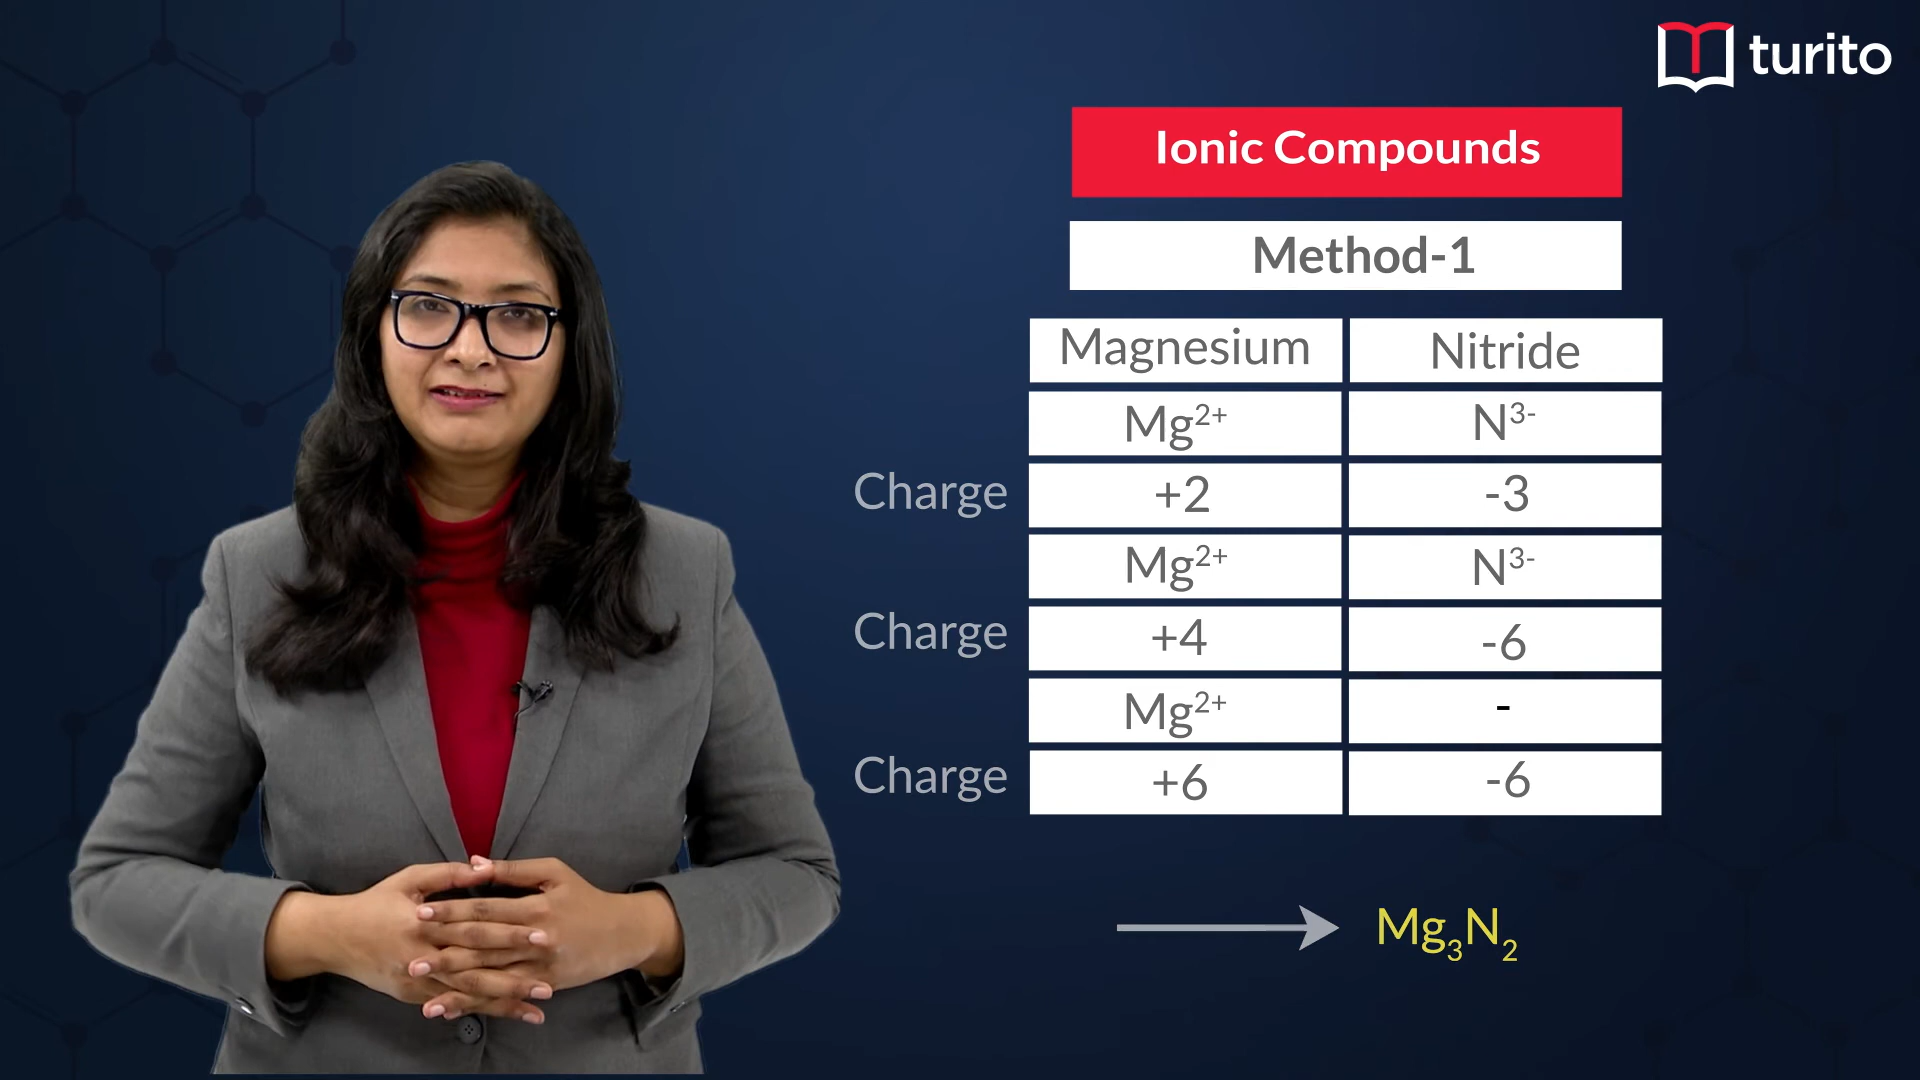 turito
Ionic Compounds
Method-1
Magnesium Nitride
Mg²⁺ N³⁻
Charge +2 -3
Mg²⁺ N³⁻
Charge +4 -6
Mg²⁺ -
Charge +6 -6
Mg₃N₂